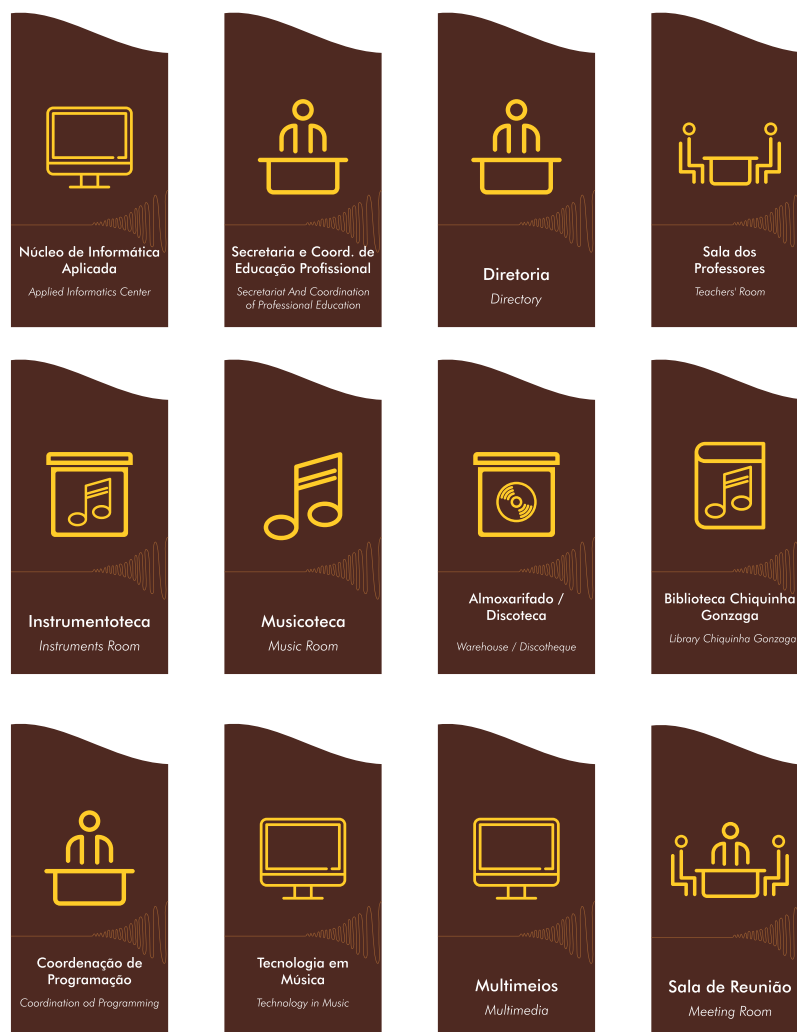 Núcleo de Informática
Aplicada
Applied Informatics Center
Secretaria e Coord. de
Educação Profissional
Secretariat And Coordination
of Professional Education
Diretoria
Directory
Sala dos
Professores
Teachers' Room
Instrumentoteca
Instruments Room
Musicoteca
Music Room
Almoxarifado /
Discoteca
Warehouse / Discotheque
Biblioteca Chiquinha
Gonzaga
Library Chiquinha Gonzaga
Coordenação de
Programação
Coordination od Programming
Tecnologia em
Música
Technology in Music
Multimeios
Multimedia
Sala de Reunião
Meeting Room